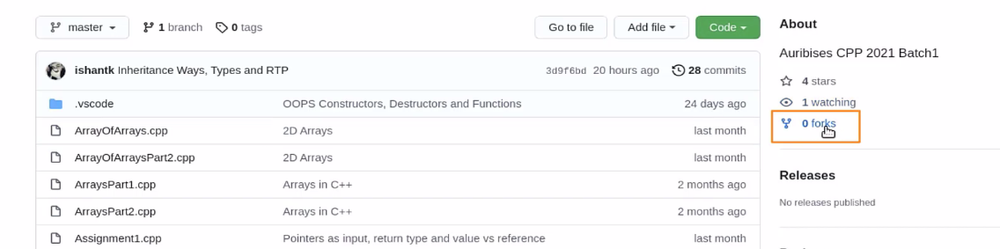 master 1 branch 0 tags Go to file Add file Code
ishantk Inheritance Ways, Types and RTP 3d9f6bd 20 hours ago 28 commits
.vscode OOPS Constructors, Destructors and Functions 24 days ago
ArrayOfArrays.cpp 2D Arrays last month
ArrayOfArraysPart2.cpp 2D Arrays last month
ArraysPart1.cpp Arrays in C++ 2 months ago
ArraysPart2.cpp Arrays in C++ 2 months ago
Assignment1.cpp Pointers as input, return type and value vs reference last month
About
Auribises CPP 2021 Batch1
4 stars
1 watching
0 forks
Releases
No releases published